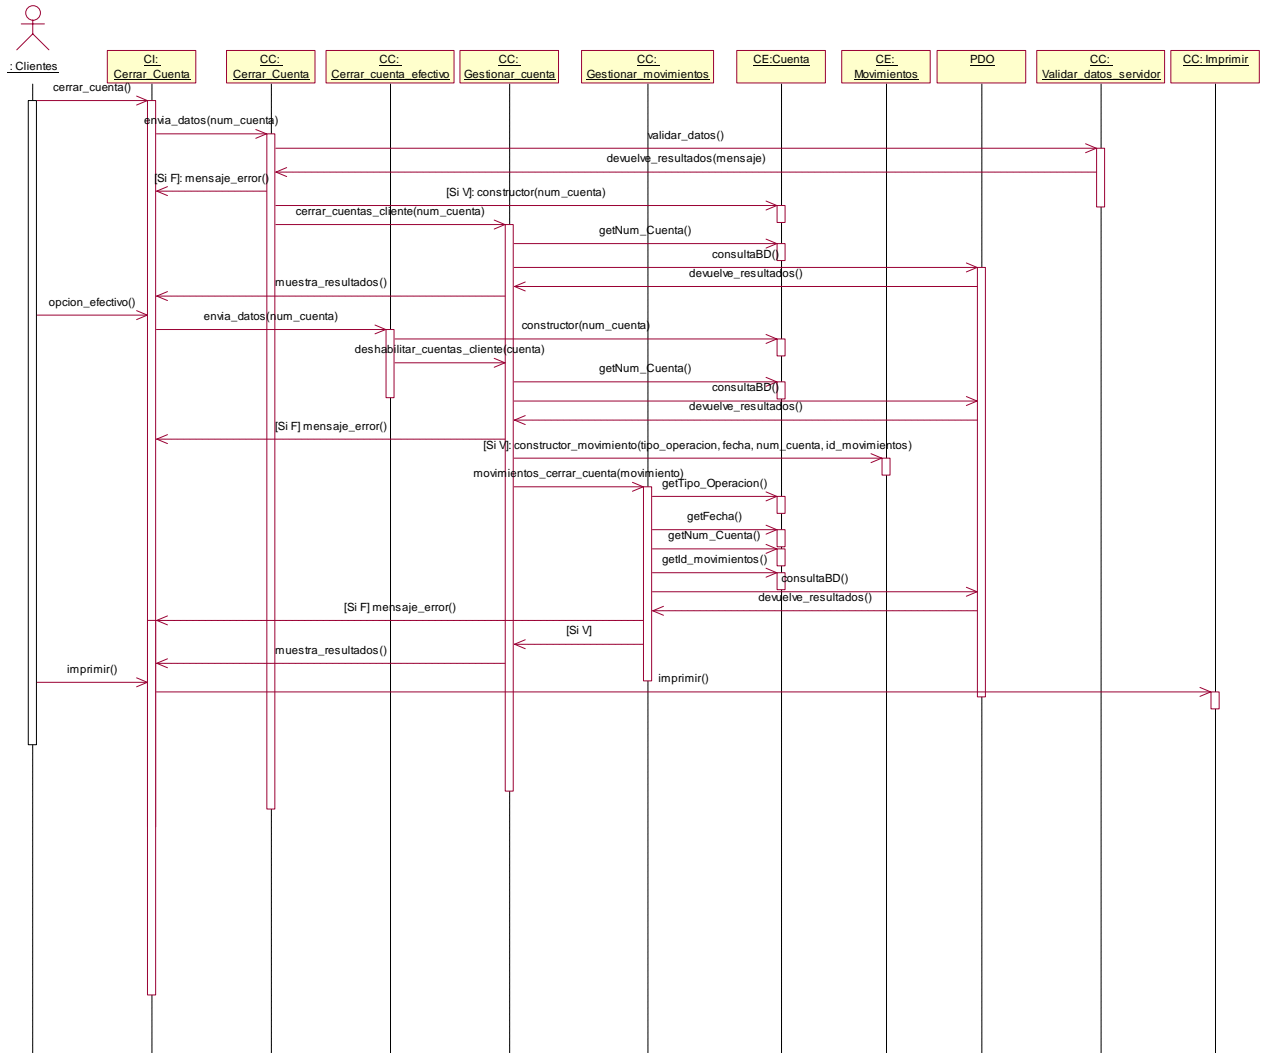 : Clientes
CI:
Cerrar_Cuenta
CC:
Cerrar_Cuenta
CC:
Cerrar_cuenta_efectivo
CC:
Gestionar_cuenta
CC:
Gestionar_movimientos
CE:Cuenta
CE:
Movimientos
PDO
CC:
Validar_datos_servidor
CC: Imprimir
cerrar_cuenta()
envia_datos(num_cuenta)
validar_datos()
devuelve_resultados(mensaje)
[Si F]: mensaje_error()
[Si V]: constructor(num_cuenta)
cerrar_cuentas_cliente(num_cuenta)
getNum_Cuenta()
consultaBD()
devuelve_resultados()
muestra_resultados()
opcion_efectivo()
envia_datos(num_cuenta)
constructor(num_cuenta)
deshabilitar_cuentas_cliente(cuenta)
getNum_Cuenta()
consultaBD()
devuelve_resultados()
[Si F] mensaje_error()
[Si V]: constructor_movimiento(tipo_operacion, fecha, num_cuenta, id_movimientos)
movimientos_cerrar_cuenta(movimiento)
getTipo_Operacion()
getFecha()
getNum_Cuenta()
getId_movimientos()
consultaBD()
devuelve_resultados()
[Si F] mensaje_error()
[Si V]
muestra_resultados()
imprimir()
imprimir()